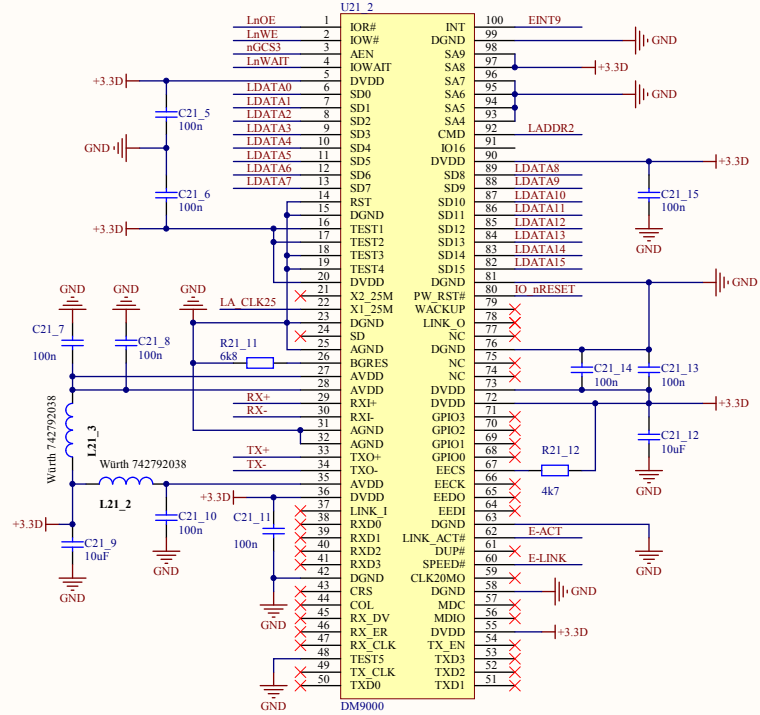 U21_2
LnOE 1 IOR# INT 100 EINT9
LnWE 2 IOW# DGND 99 GND
nGCS3 3 AEN SA9 98
LnWAIT 4 IOWAIT SA8 97 +3.3D
+3.3D 5 DVDD SA7 96
LDATA0 6 SD0 SA6 95 GND
LDATA1 7 SD1 SA5 94
LDATA2 8 SD2 SA4 93
LDATA3 9 SD3 CMD 92 LADDR2
LDATA4 10 SD4 IO16 91
LDATA5 11 SD5 DVDD 90 +3.3D
LDATA6 12 SD6 SD8 89 LDATA8
LDATA7 13 SD7 SD9 88 LDATA9
14 RST SD10 87 LDATA10
15 DGND SD11 86 LDATA11
16 TEST1 SD12 85 LDATA12
17 TEST2 SD13 84 LDATA13
18 TEST3 SD14 83 LDATA14
19 TEST4 SD15 82 LDATA15
20 DVDD DGND 81 GND
21 X2_25M PW_RST# 80 IO_nRESET
LA_CLK25 22 X1_25M WACKUP 79
23 DGND LINK_O 78
24 SD NC 77
25 AGND DGND 76
26 BGRES NC 75
27 AVDD NC 74
28 AVDD DVDD 73
RX+ 29 RXI+ DVDD 72 +3.3D
RX- 30 RXI- GPIO3 71
31 AGND GPIO2 70
32 AGND GPIO1 69
TX+ 33 TXO+ GPIO0 68
TX- 34 TXO- EECS 67
35 AVDD EECK 66
+3.3D 36 DVDD EEDO 65
37 LINK_I EEDI 64
38 RXD0 DGND 63
39 RXD1 LINK_ACT# 62 E-ACT
40 RXD2 DUP# 61
41 RXD3 SPEED# 60 E-LINK
42 DGND CLK20MO 59
43 CRS DGND 58 GND
44 COL MDC 57
45 RX_DV MDIO 56
46 RX_ER DVDD 55 +3.3D
47 RX_CLK TX_EN 54
48 TEST5 TXD3 53
49 TX_CLK TXD2 52
50 TXD0 TXD1 51
DM9000
C21_5
100n
GND
C21_6
100n
+3.3D
GND
GND
GND
C21_7
100n
C21_8
100n
R21_11
6k8
Würth 742792038
L21_3
Würth 742792038
L21_2
+3.3D
C21_9
10uF
GND
C21_10
100n
GND
C21_11
100n
GND
GND
C21_15
100n
GND
C21_14
100n
C21_13
100n
C21_12
10uF
GND
R21_12
4k7
GND